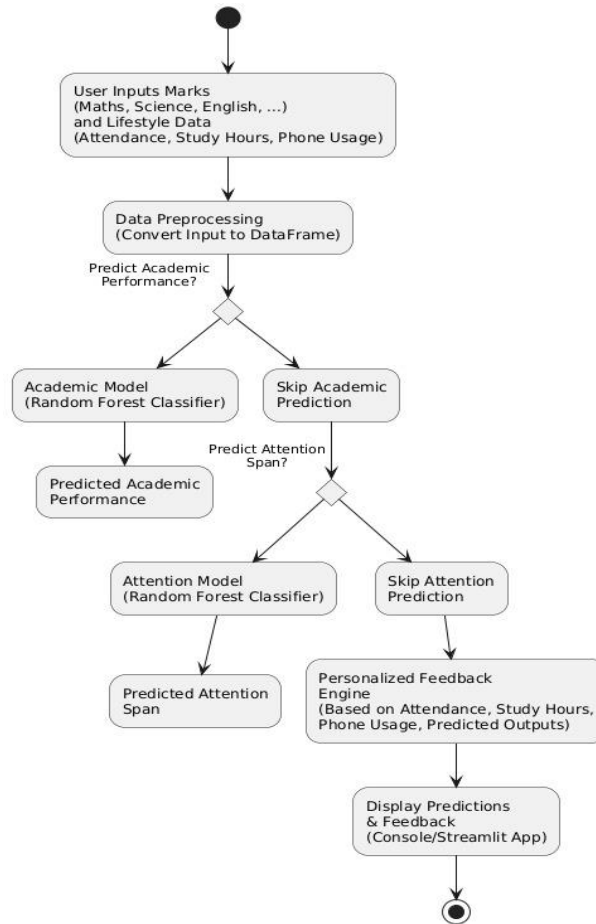 User Inputs Marks
(Maths, Science, English, ...)
and Lifestyle Data
(Attendance, Study Hours, Phone Usage)
Data Preprocessing
(Convert Input to DataFrame)
Predict Academic
Performance?
Academic Model
(Random Forest Classifier)
Skip Academic
Prediction
Predicted Academic
Performance
Predict Attention
Span?
Attention Model
(Random Forest Classifier)
Skip Attention
Prediction
Predicted Attention
Span
Personalized Feedback
Engine
(Based on Attendance, Study Hours,
Phone Usage, Predicted Outputs)
Display Predictions
& Feedback
(Console/Streamlit App)